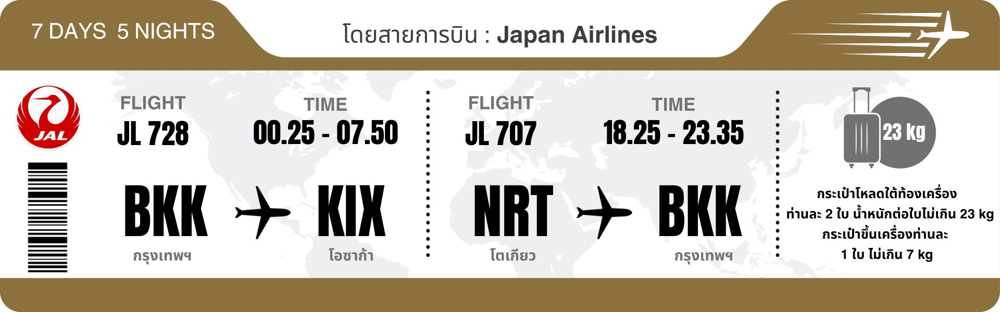 7 DAYS  5 NIGHTS
โดยสายการบิน : Japan Airlines
JAL
FLIGHT
JL 728
TIME
00.25 - 07.50
BKK
กรุงเทพฯ
KIX
โอซาก้า
FLIGHT
JL 707
TIME
18.25 - 23.35
NRT
โตเกียว
BKK
กรุงเทพฯ
23 kg
กระเป๋าโหลดใต้ท้องเครื่อง
ท่านละ 2 ใบ น้ำหนักต่อใบไม่เกิน 23 kg
กระเป๋าขึ้นเครื่องท่านละ
1 ใบ ไม่เกิน 7 kg